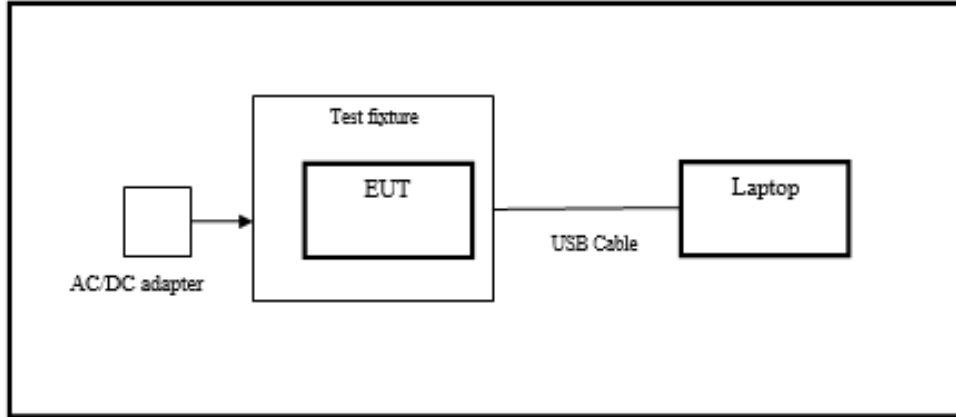 Test fixture
EUT
Laptop
USB Cable
AC/DC adapter